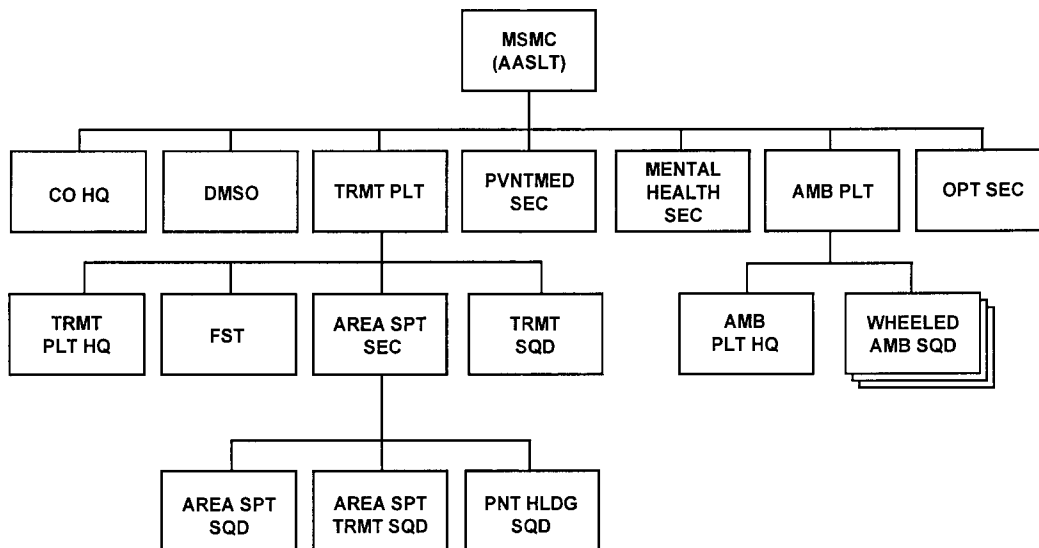 MSMC
(AASLT)
CO HQ
DMSO
TRMT PLT
PVNTMED
SEC
MENTAL
HEALTH
SEC
AMB PLT
OPT SEC
TRMT
PLT HQ
FST
AREA SPT
SEC
TRMT
SQD
AMB
PLT HQ
WHEELED
AMB SQD
AREA SPT
SQD
AREA SPT
TRMT SQD
PNT HLDG
SQD